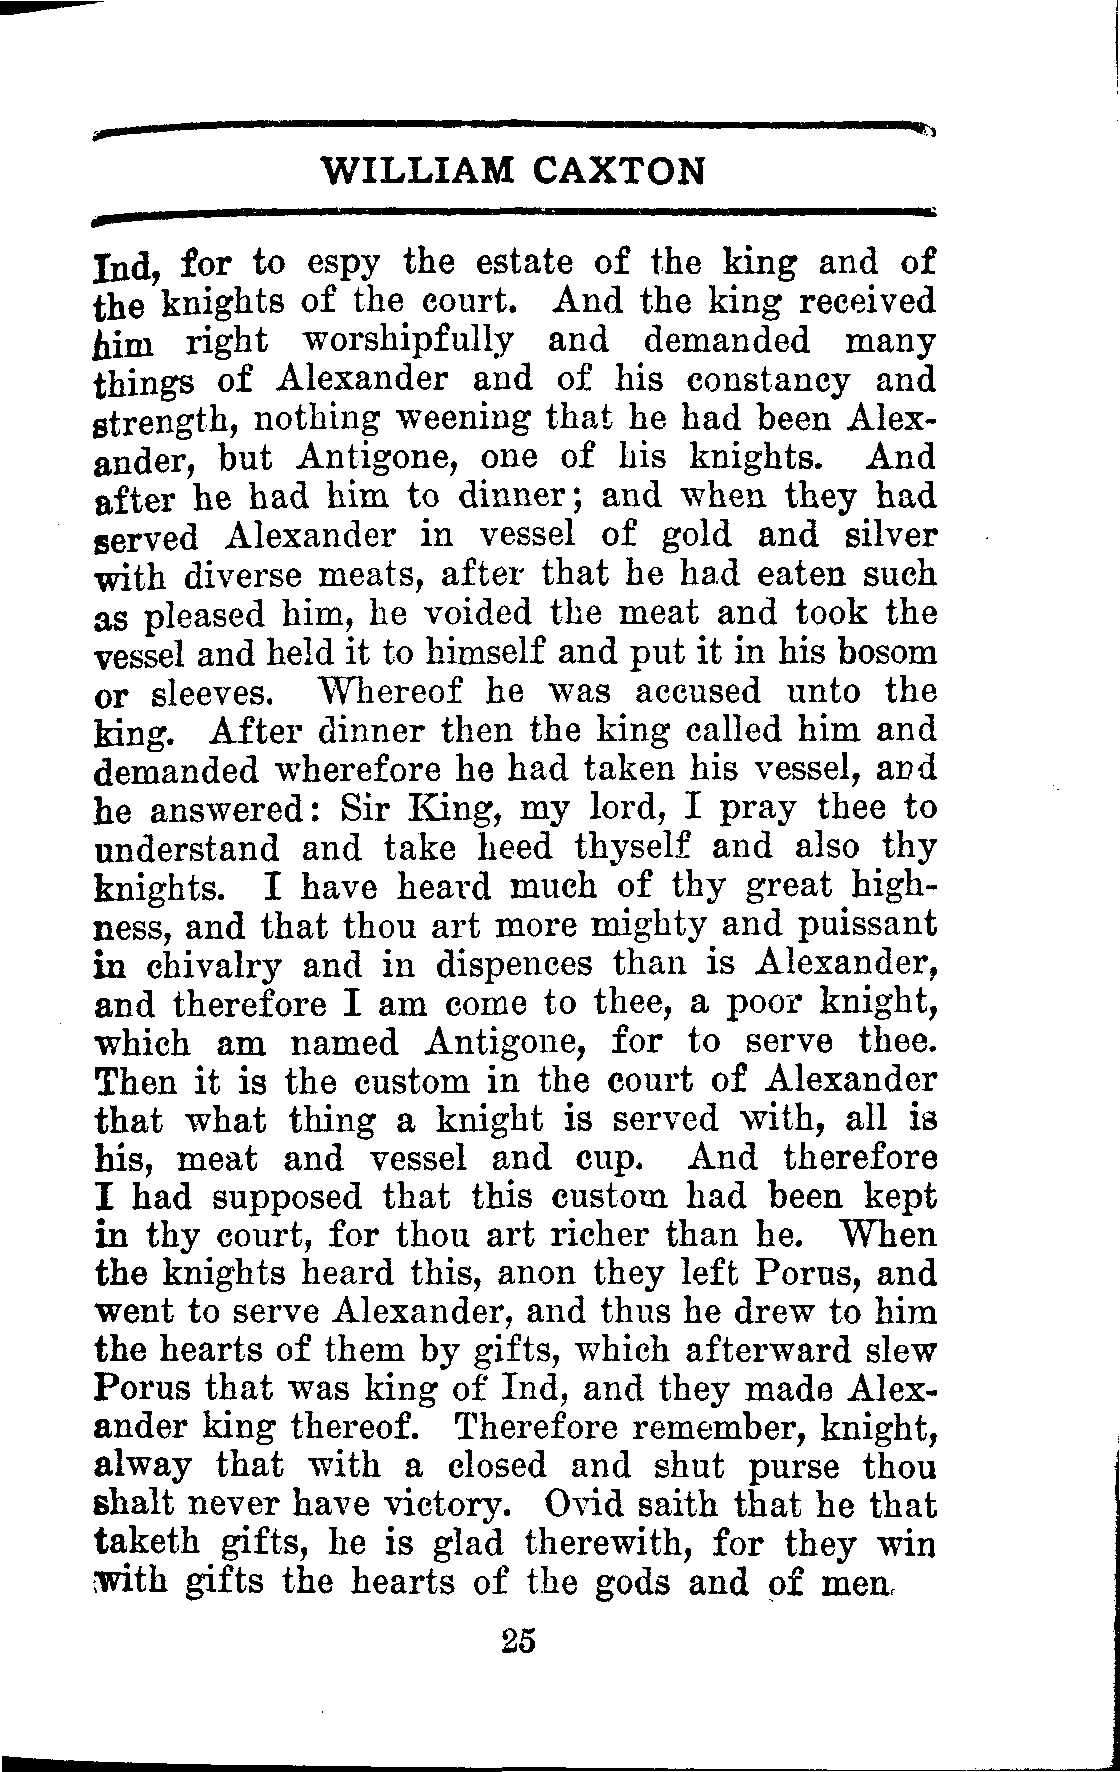 WILLIAM CAXTON
Ind, for to espy the estate of the king and of
the knights of the court. And the king received
him right worshipfully and demanded many
things of Alexander and of his constancy and
strength, nothing weening that he had been Alex-
ander, but Antigone, one of his knights. And
after he had him to dinner; and when they had
served Alexander in vessel of gold and silver
with diverse meats, after that he had eaten such
as pleased him, he voided the meat and took the
vessel and held it to himself and put it in his bosom
or sleeves. Whereof he was accused unto the
king. After dinner then the king called him and
demanded wherefore he had taken his vessel, and
he answered: Sir King, my lord, I pray thee to
understand and take heed thyself and also thy
knights. I have heard much of thy great high-
ness, and that thou art more mighty and puissant
in chivalry and in dispences than is Alexander,
and therefore I am come to thee, a poor knight,
which am named Antigone, for to serve thee.
Then it is the custom in the court of Alexander
that what thing a knight is served with, all is
his, meat and vessel and cup. And therefore
I had supposed that this custom had been kept
in thy court, for thou art richer than he. When
the knights heard this, anon they left Porus, and
went to serve Alexander, and thus he drew to him
the hearts of them by gifts, which afterward slew
Porus that was king of Ind, and they made Alex-
ander king thereof. Therefore remember, knight,
alway that with a closed and shut purse thou
shalt never have victory. Ovid saith that he that
taketh gifts, he is glad therewith, for they win
with gifts the hearts of the gods and of men.
25